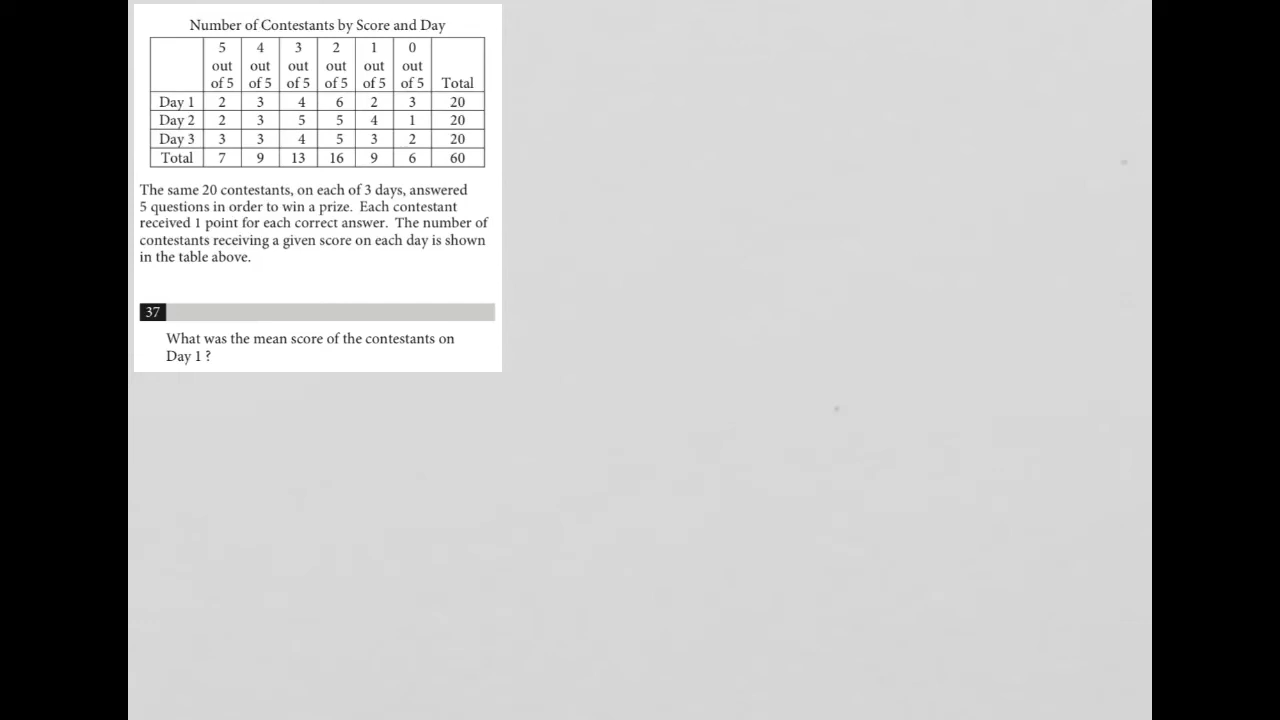 Number of Contestants by Score and Day
5 4 3 2 1 0
out out out out out out
of 5 of 5 of 5 of 5 of 5 of 5 Total
Day 1 2 3 4 6 2 3 20
Day 2 2 3 5 5 4 1 20
Day 3 3 3 4 5 3 2 20
Total 7 9 13 16 9 6 60
The same 20 contestants, on each of 3 days, answered
5 questions in order to win a prize. Each contestant
received 1 point for each correct answer. The number of
contestants receiving a given score on each day is shown
in the table above.
37
What was the mean score of the contestants on
Day 1 ?